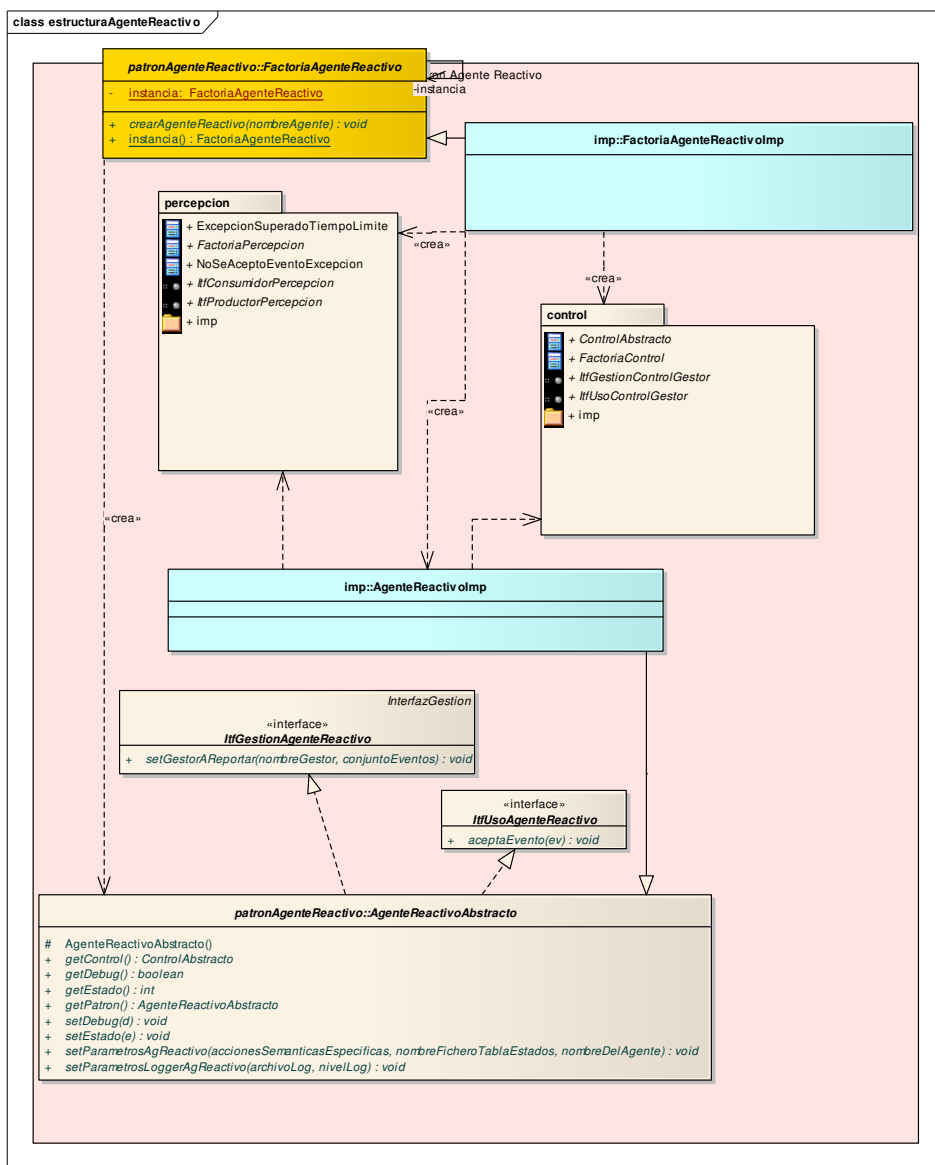 class estructuraAgenteReactivo
patronAgenteReactivo::FactoriaAgenteReactivo
- instancia: FactoriaAgenteReactivo
+ crearAgenteReactivo(nombreAgente) : void
+ instancia() : FactoriaAgenteReactivo
Agente Reactivo
-instancia
imp::FactoriaAgenteReactivoImp
percepcion
+ ExcepcionSuperadoTiempoLimite
+ FactoriaPercepcion
+ NoSeAceptoEventoExcepcion
+ ItfConsumidorPercepcion
+ ItfProductorPercepcion
+ imp
«crea»
«crea»
control
+ ControlAbstracto
+ FactoriaControl
+ ItfGestionControlGestor
+ ItfUsoControlGestor
+ imp
«crea»
«crea»
imp::AgenteReactivoImp
InterfazGestion
«interface»
ItfGestionAgenteReactivo
+ setGestorAReportar(nombreGestor, conjuntoEventos) : void
«interface»
ItfUsoAgenteReactivo
+ aceptaEvento(ev) : void
patronAgenteReactivo::AgenteReactivoAbstracto
# AgenteReactivoAbstracto()
+ getControl() : ControlAbstracto
+ getDebug() : boolean
+ getEstado() : int
+ getPatron() : AgenteReactivoAbstracto
+ setDebug(d) : void
+ setEstado(e) : void
+ setParametrosAgReactivo(accionesSemanticasEspecificas, nombreFicheroTablaEstados, nombreDelAgente) : void
+ setParametrosLoggerAgReactivo(archivoLog, nivelLog) : void